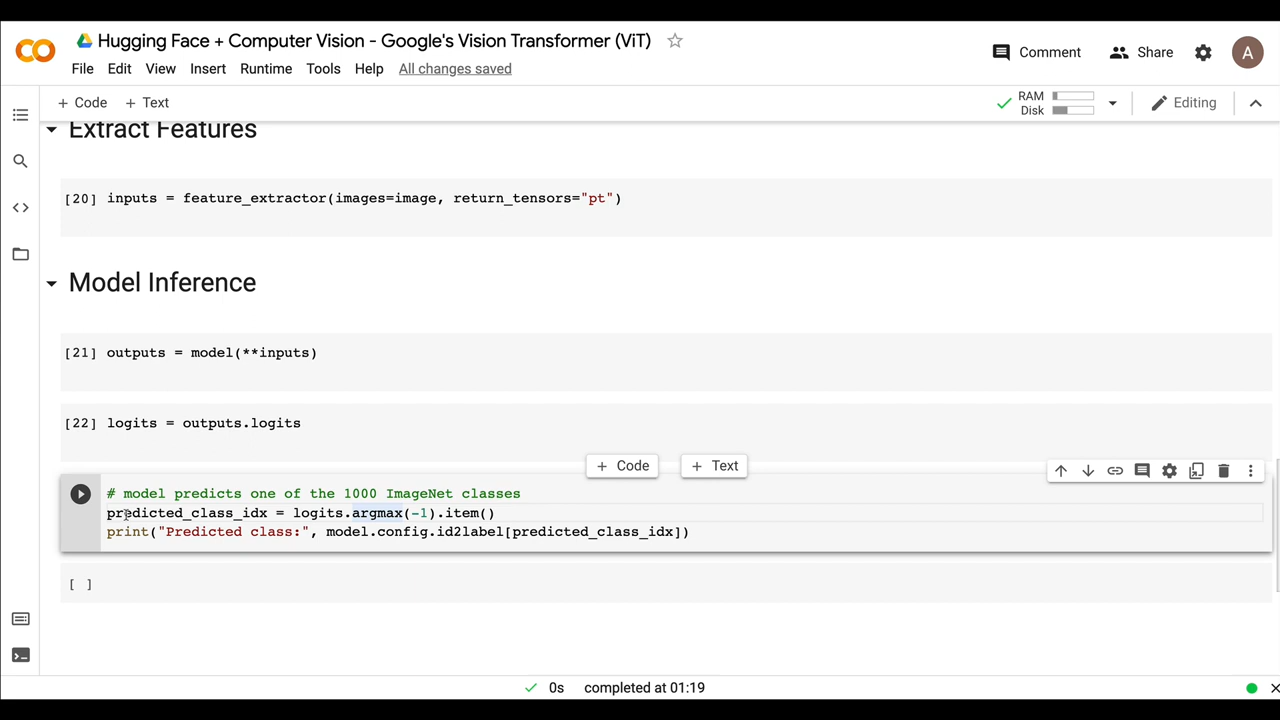 Hugging Face + Computer Vision - Google's Vision Transformer (ViT)
File Edit View Insert Runtime Tools Help All changes saved
Comment Share A
+ Code + Text
RAM
Disk
Editing
Extract Features
[20] inputs = feature_extractor(images=image, return_tensors="pt")
Model Inference
[21] outputs = model(**inputs)
[22] logits = outputs.logits
+ Code + Text
# model predicts one of the 1000 ImageNet classes
predicted_class_idx = logits.argmax(-1).item()
print("Predicted class:", model.config.id2label[predicted_class_idx])
[ ]
0s completed at 01:19